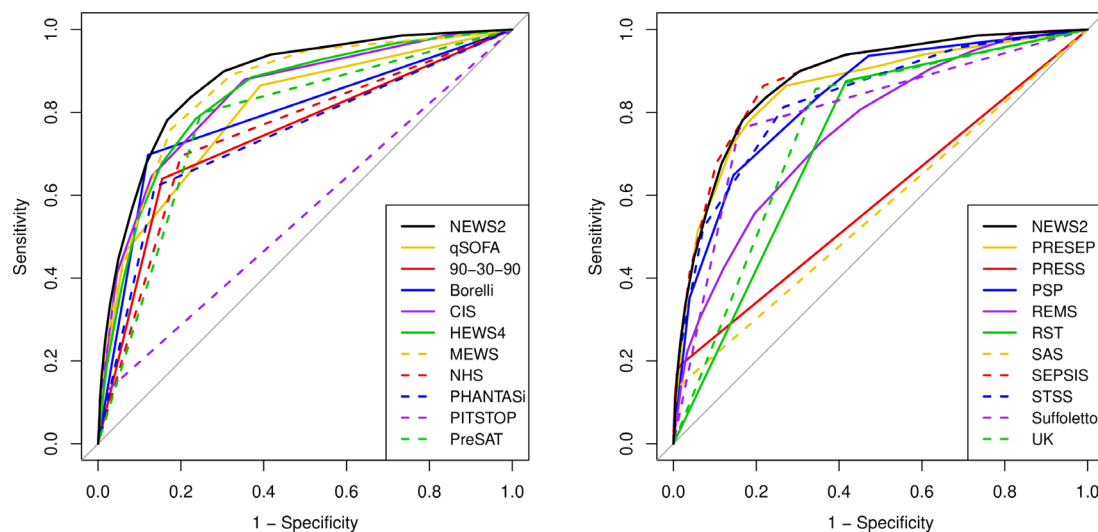 1.0
0.8
0.6
0.4
0.2
0.0
Sensitivity
NEWS2
qSOFA
90−30−90
Borelli
CIS
HEWS4
MEWS
NHS
PHANTASi
PITSTOP
PreSAT
0.0 0.2 0.4 0.6 0.8 1.0
1 − Specificity
1.0
0.8
0.6
0.4
0.2
0.0
Sensitivity
NEWS2
PRESEP
PRESS
PSP
REMS
RST
SAS
SEPSIS
STSS
Suffoletto
UK
0.0 0.2 0.4 0.6 0.8 1.0
1 − Specificity